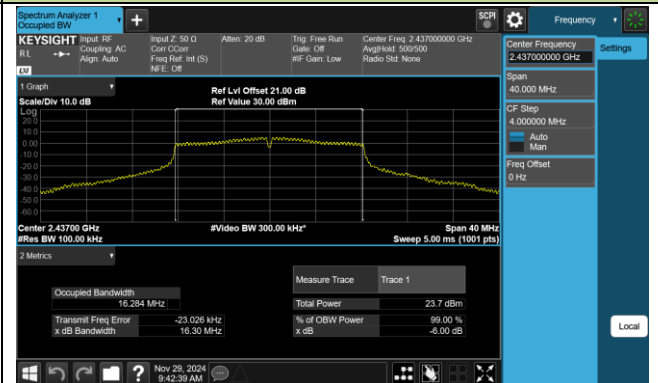 Spectrum Analyzer 1
Occupied BW
+
SCPI
Frequency
KEYSIGHT
Input: RF
Input Z: 50 Ω
Atten: 20 dB
Trig: Free Run
Center Freq: 2.437000000 GHz
RL
Coupling: AC
Corr CCorr
Gate: Off
Avg|Hold: 500/500
Align: Auto
Freq Ref: Int (S)
#IF Gain: Low
Radio Std: None
NFE: Off
LXI
Center Frequency
2.437000000 GHz
Settings
Span
40.000 MHz
CF Step
4.000000 MHz
Auto
Man
Freq Offset
0 Hz
1 Graph
Ref Lvl Offset 21.00 dB
Scale/Div 10.0 dB
Ref Value 30.00 dBm
Log
20.0
10.0
0.00
-10.0
-20.0
-30.0
-40.0
-50.0
-60.0
Center 2.43700 GHz
#Video BW 300.00 kHz*
Span 40 MHz
#Res BW 100.00 kHz
Sweep 5.00 ms (1001 pts)
2 Metrics
Measure Trace
Trace 1
Occupied Bandwidth
16.284 MHz
Total Power
23.7 dBm
Transmit Freq Error
-23.026 kHz
% of OBW Power
99.00 %
x dB Bandwidth
16.30 MHz
x dB
-6.00 dB
Local
?
Nov 29, 2024
9:42:39 AM